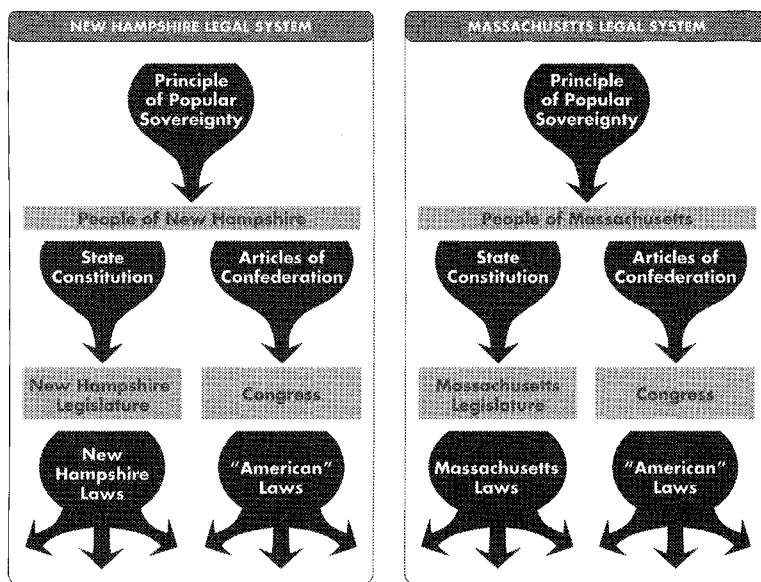 NEW HAMPSHIRE LEGAL SYSTEM
Principle
of Popular
Sovereignty
People of New Hampshire
State
Constitution
Articles of
Confederation
New Hampshire
Legislature
Congress
New
Hampshire
Laws
"American"
Laws
MASSACHUSETTS LEGAL SYSTEM
Principle
of Popular
Sovereignty
People of Massachusetts
State
Constitution
Articles of
Confederation
Massachusetts
Legislature
Congress
Massachusetts
Laws
"American"
Laws